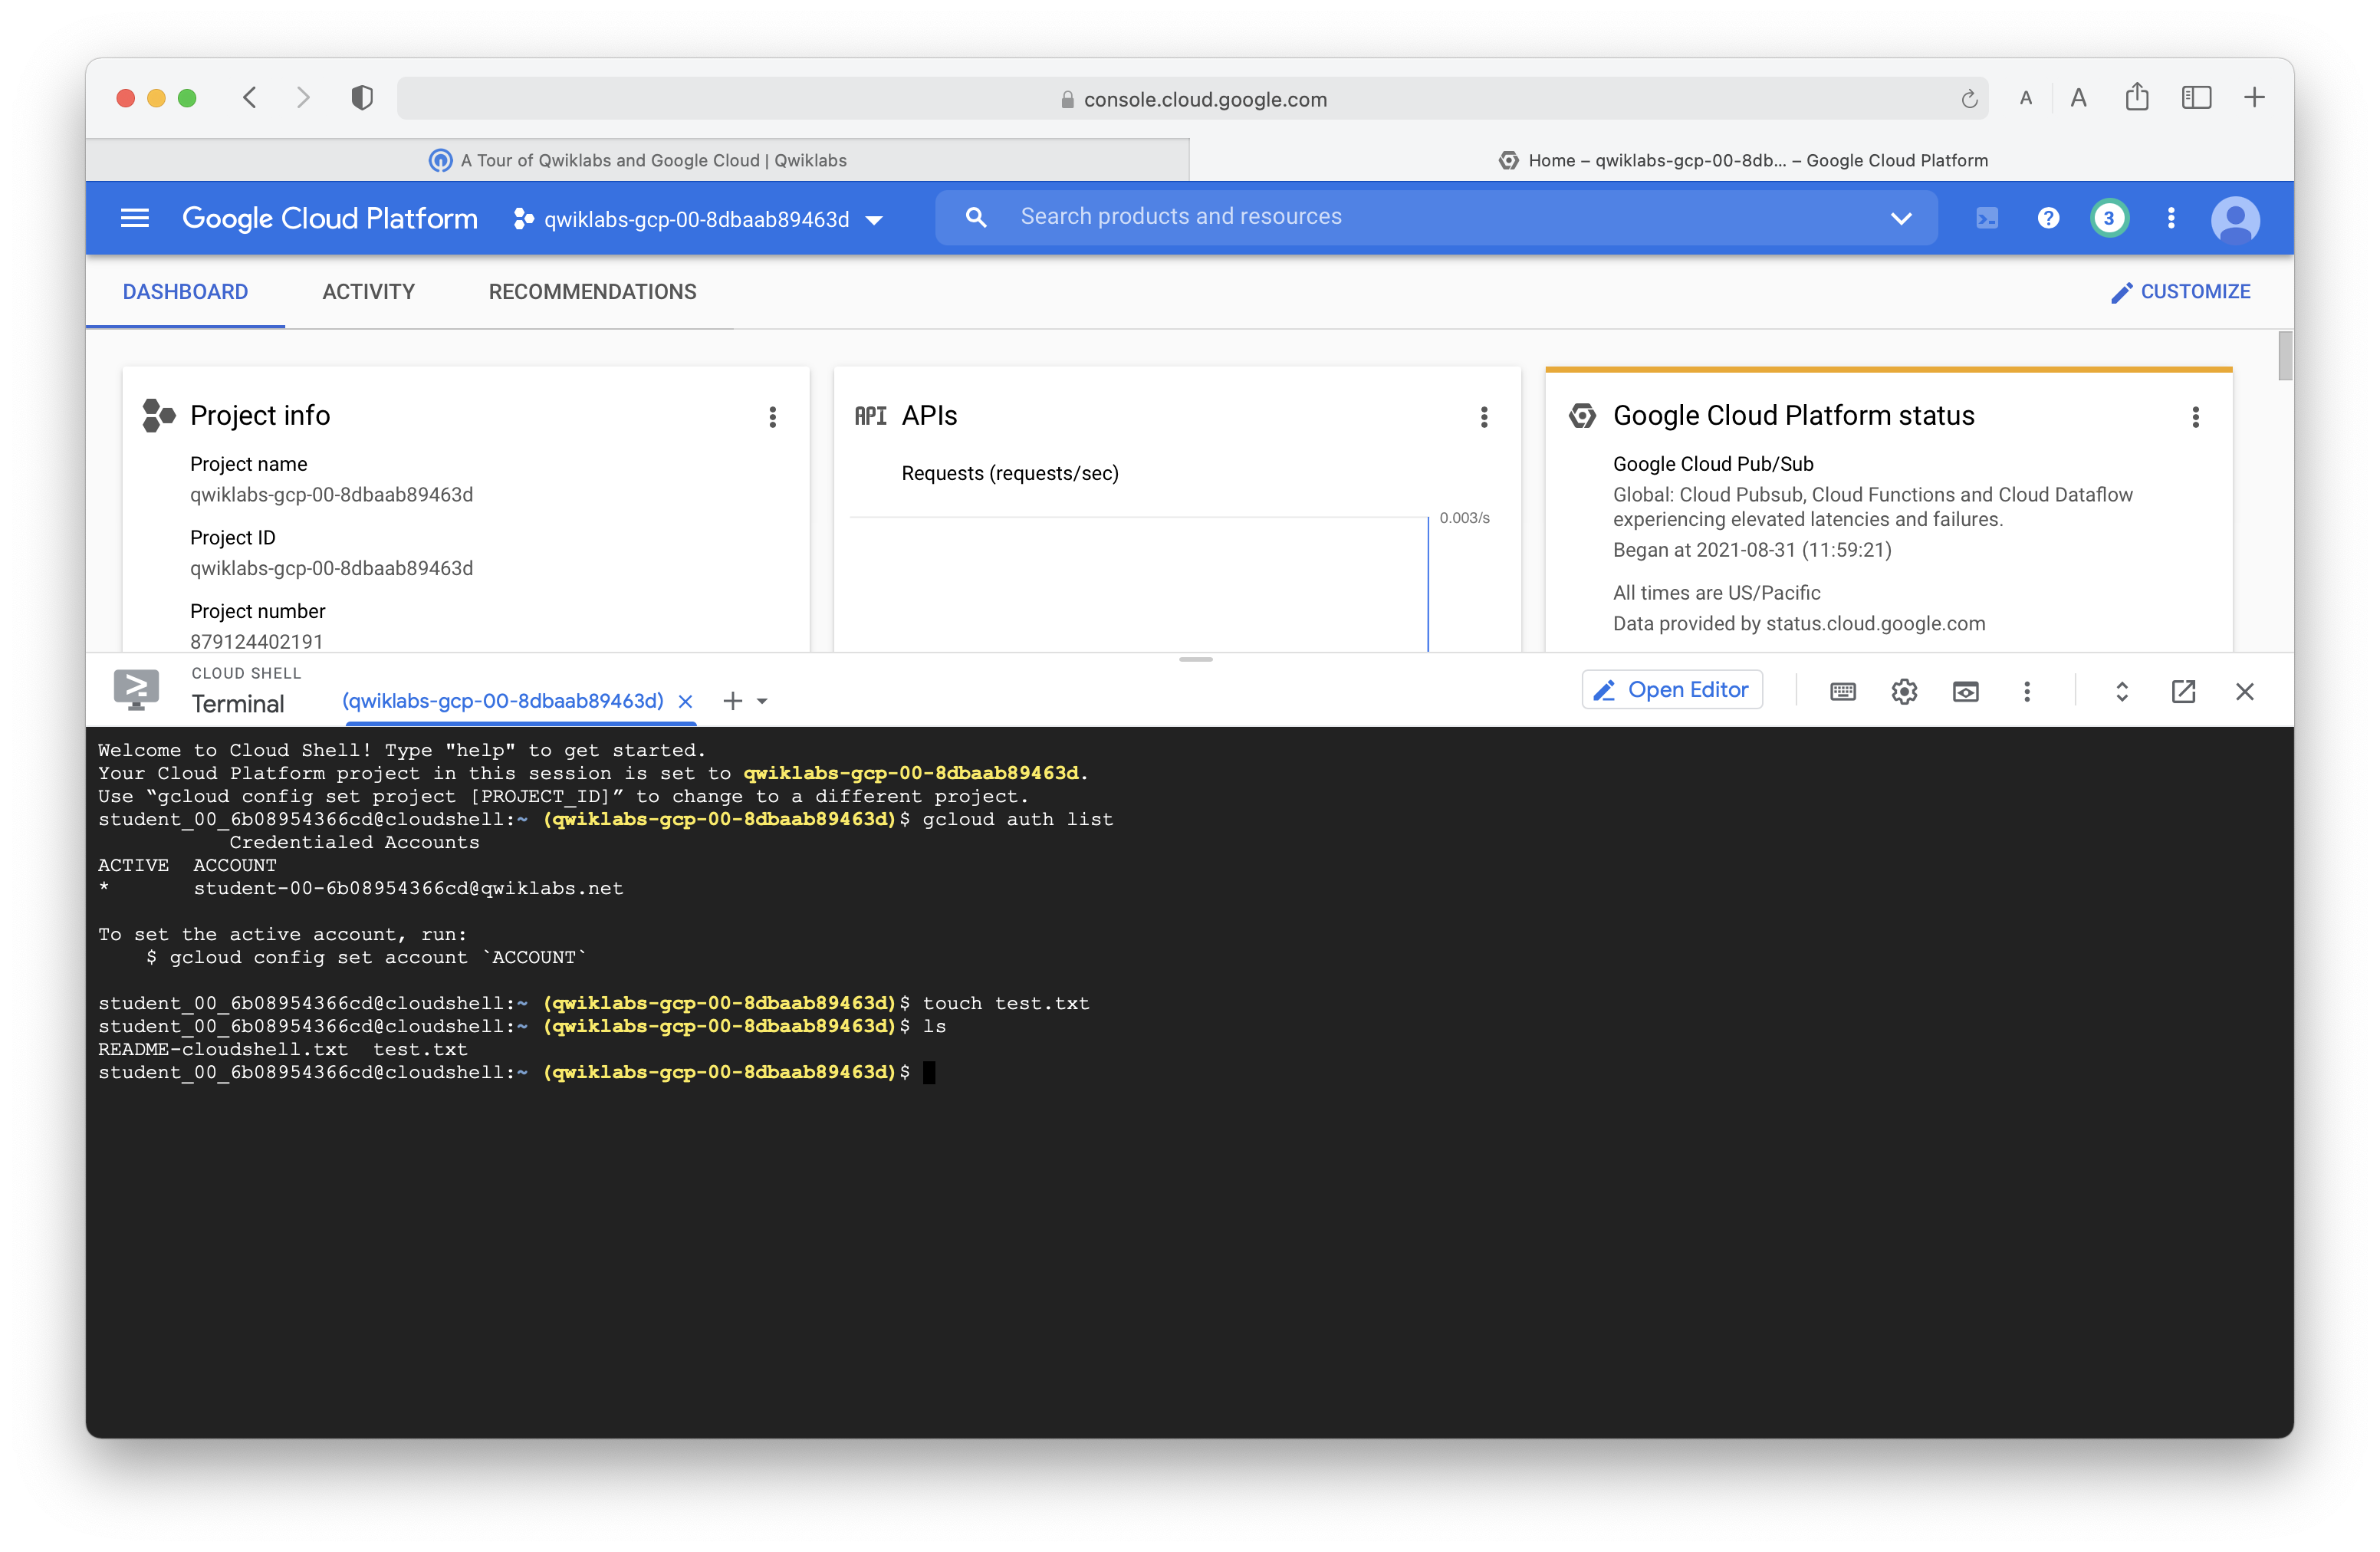 console.cloud.google.com
A A
A Tour of Qwiklabs and Google Cloud | Qwiklabs
Home – qwiklabs-gcp-00-8db... – Google Cloud Platform
Google Cloud Platform
qwiklabs-gcp-00-8dbaab89463d
Search products and resources
?
3
DASHBOARD
ACTIVITY
RECOMMENDATIONS
CUSTOMIZE
Project info
Project name
qwiklabs-gcp-00-8dbaab89463d
Project ID
qwiklabs-gcp-00-8dbaab89463d
Project number
879124402191
API APIs
Requests (requests/sec)
0.003/s
Google Cloud Platform status
Google Cloud Pub/Sub
Global: Cloud Pubsub, Cloud Functions and Cloud Dataflow
experiencing elevated latencies and failures.
Began at 2021-08-31 (11:59:21)
All times are US/Pacific
Data provided by status.cloud.google.com
CLOUD SHELL
Terminal
(qwiklabs-gcp-00-8dbaab89463d)
Open Editor
Welcome to Cloud Shell! Type "help" to get started.
Your Cloud Platform project in this session is set to qwiklabs-gcp-00-8dbaab89463d.
Use “gcloud config set project [PROJECT_ID]” to change to a different project.
student_00_6b08954366cd@cloudshell:~ (qwiklabs-gcp-00-8dbaab89463d)$ gcloud auth list
Credentialed Accounts
ACTIVE  ACCOUNT
*       student-00-6b08954366cd@qwiklabs.net
To set the active account, run:
$ gcloud config set account `ACCOUNT`
student_00_6b08954366cd@cloudshell:~ (qwiklabs-gcp-00-8dbaab89463d)$ touch test.txt
student_00_6b08954366cd@cloudshell:~ (qwiklabs-gcp-00-8dbaab89463d)$ ls
README-cloudshell.txt  test.txt
student_00_6b08954366cd@cloudshell:~ (qwiklabs-gcp-00-8dbaab89463d)$